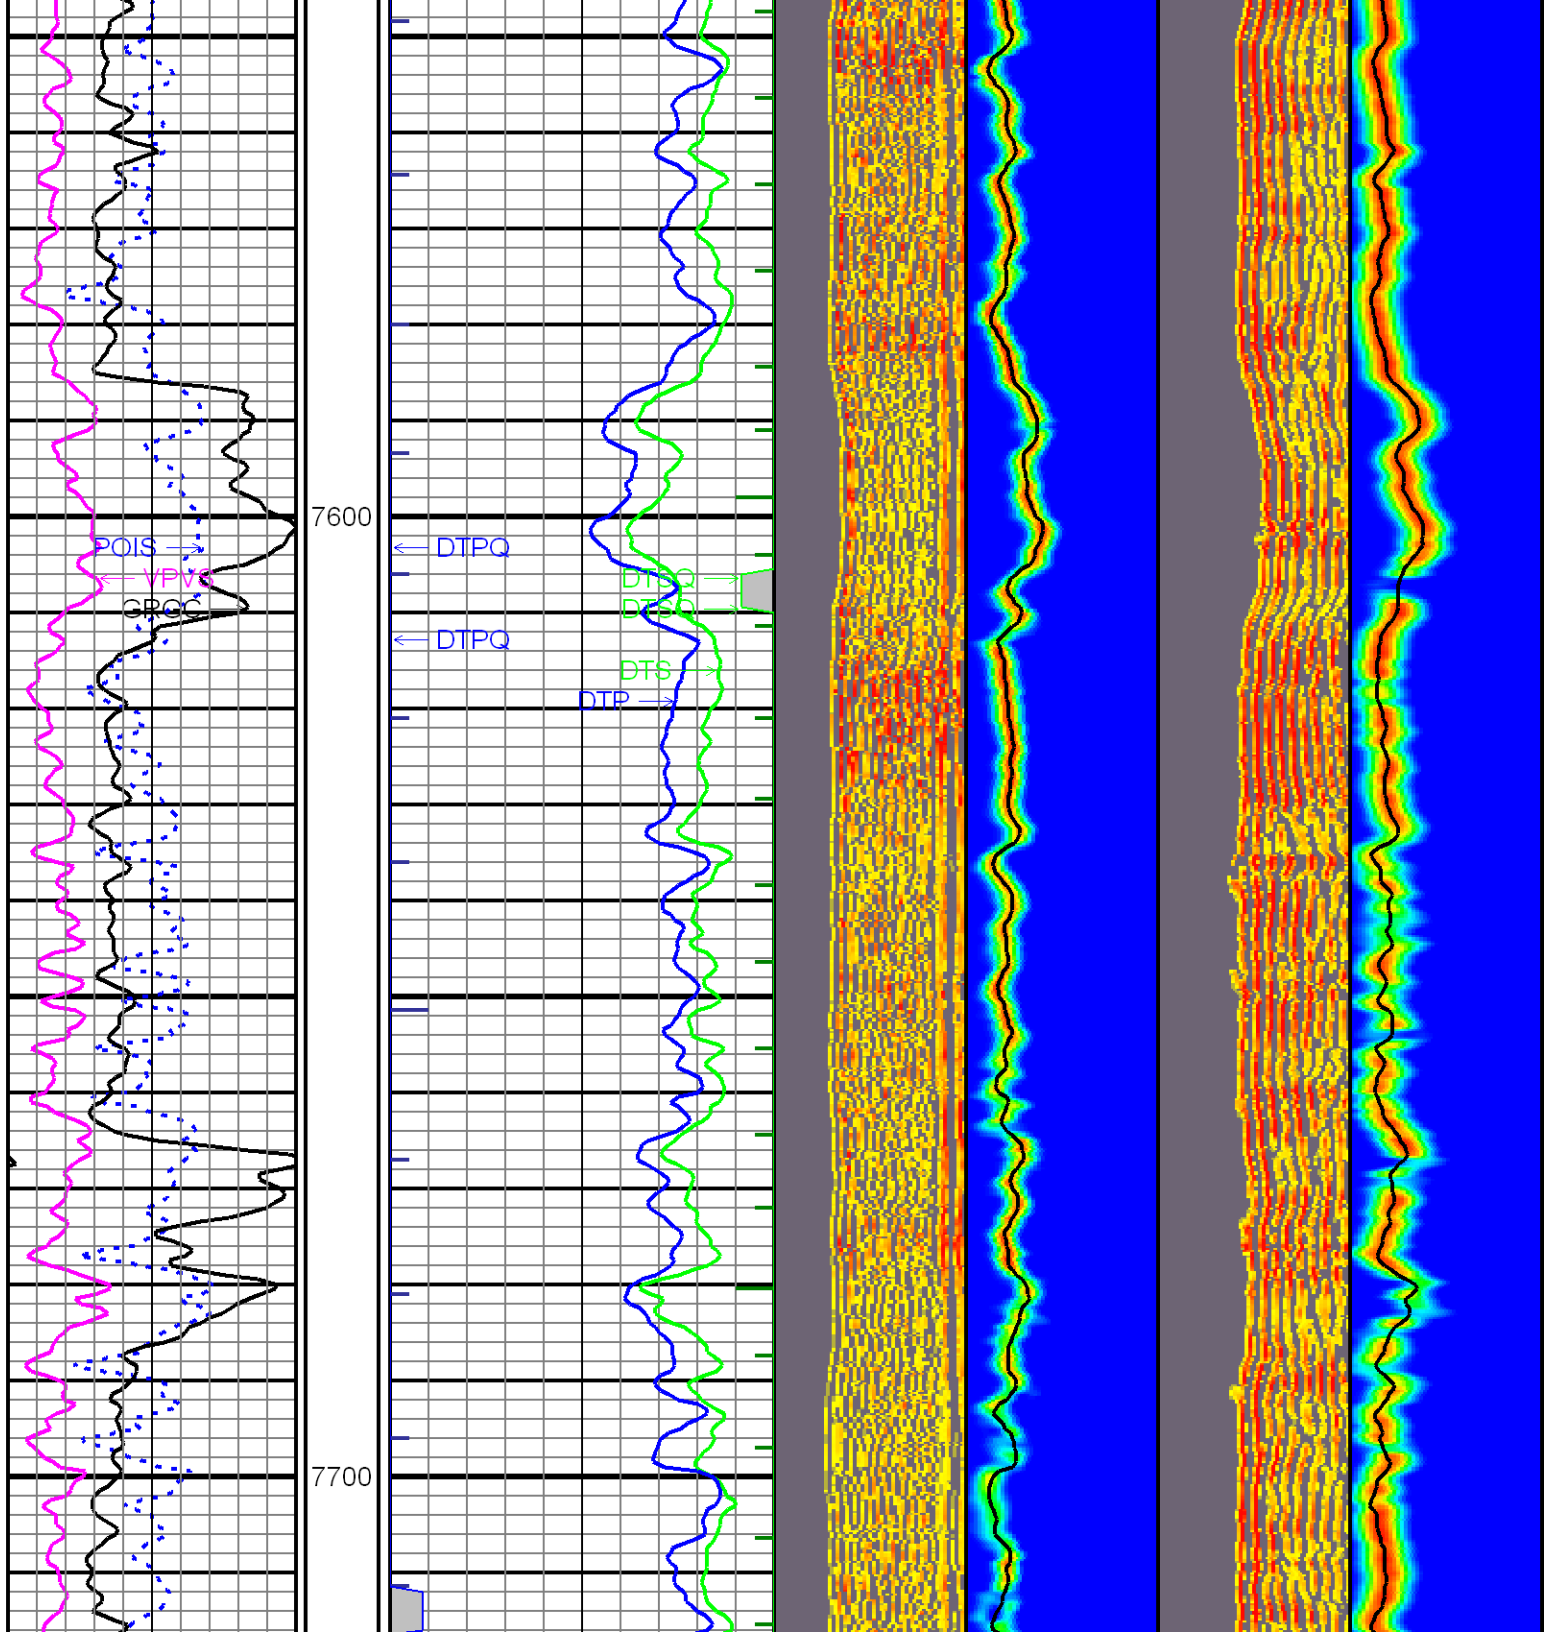 7600
POIS DTPQ
VPVS DTSQ
GRGC DTSQ
DTPQ
DTS
DTP
7700